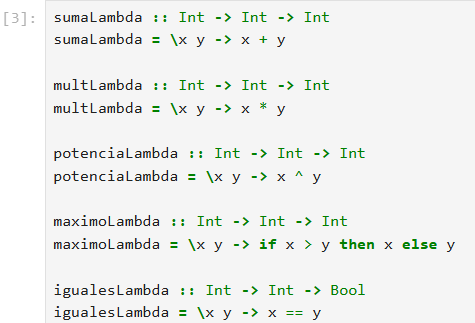 [3]:
sumaLambda :: Int -> Int -> Int
sumaLambda = \x y -> x + y
multLambda :: Int -> Int -> Int
multLambda = \x y -> x * y
potenciaLambda :: Int -> Int -> Int
potenciaLambda = \x y -> x ^ y
maximoLambda :: Int -> Int -> Int
maximoLambda = \x y -> if x > y then x else y
igualesLambda :: Int -> Int -> Bool
igualesLambda = \x y -> x == y